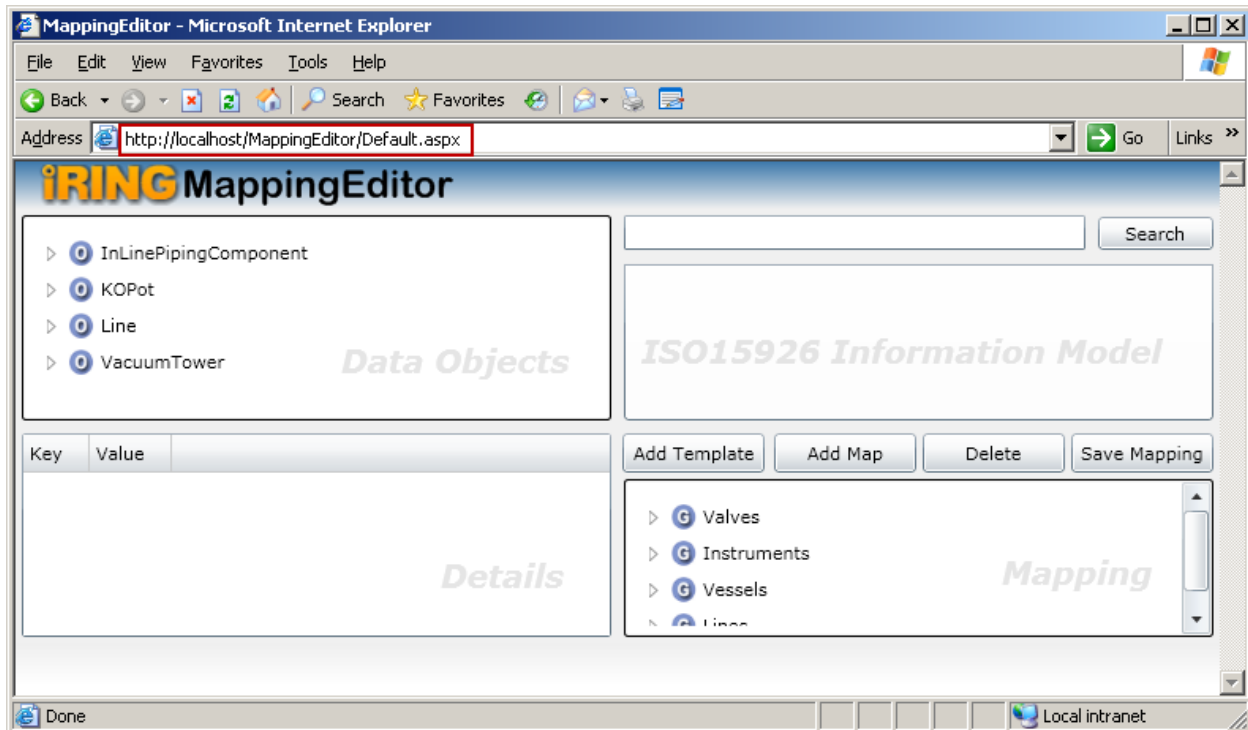 MappingEditor - Microsoft Internet Explorer
File Edit View Favorites Tools Help
Back Search Favorites
Address http://localhost/MappingEditor/Default.aspx Go Links »
iRING MappingEditor
O InLinePipingComponent
O KOPot
O Line
O VacuumTower
Data Objects
Search
ISO15926 Information Model
Key Value
Details
Add Template Add Map Delete Save Mapping
G Valves
G Instruments
G Vessels
G Lines
Mapping
Done Local intranet